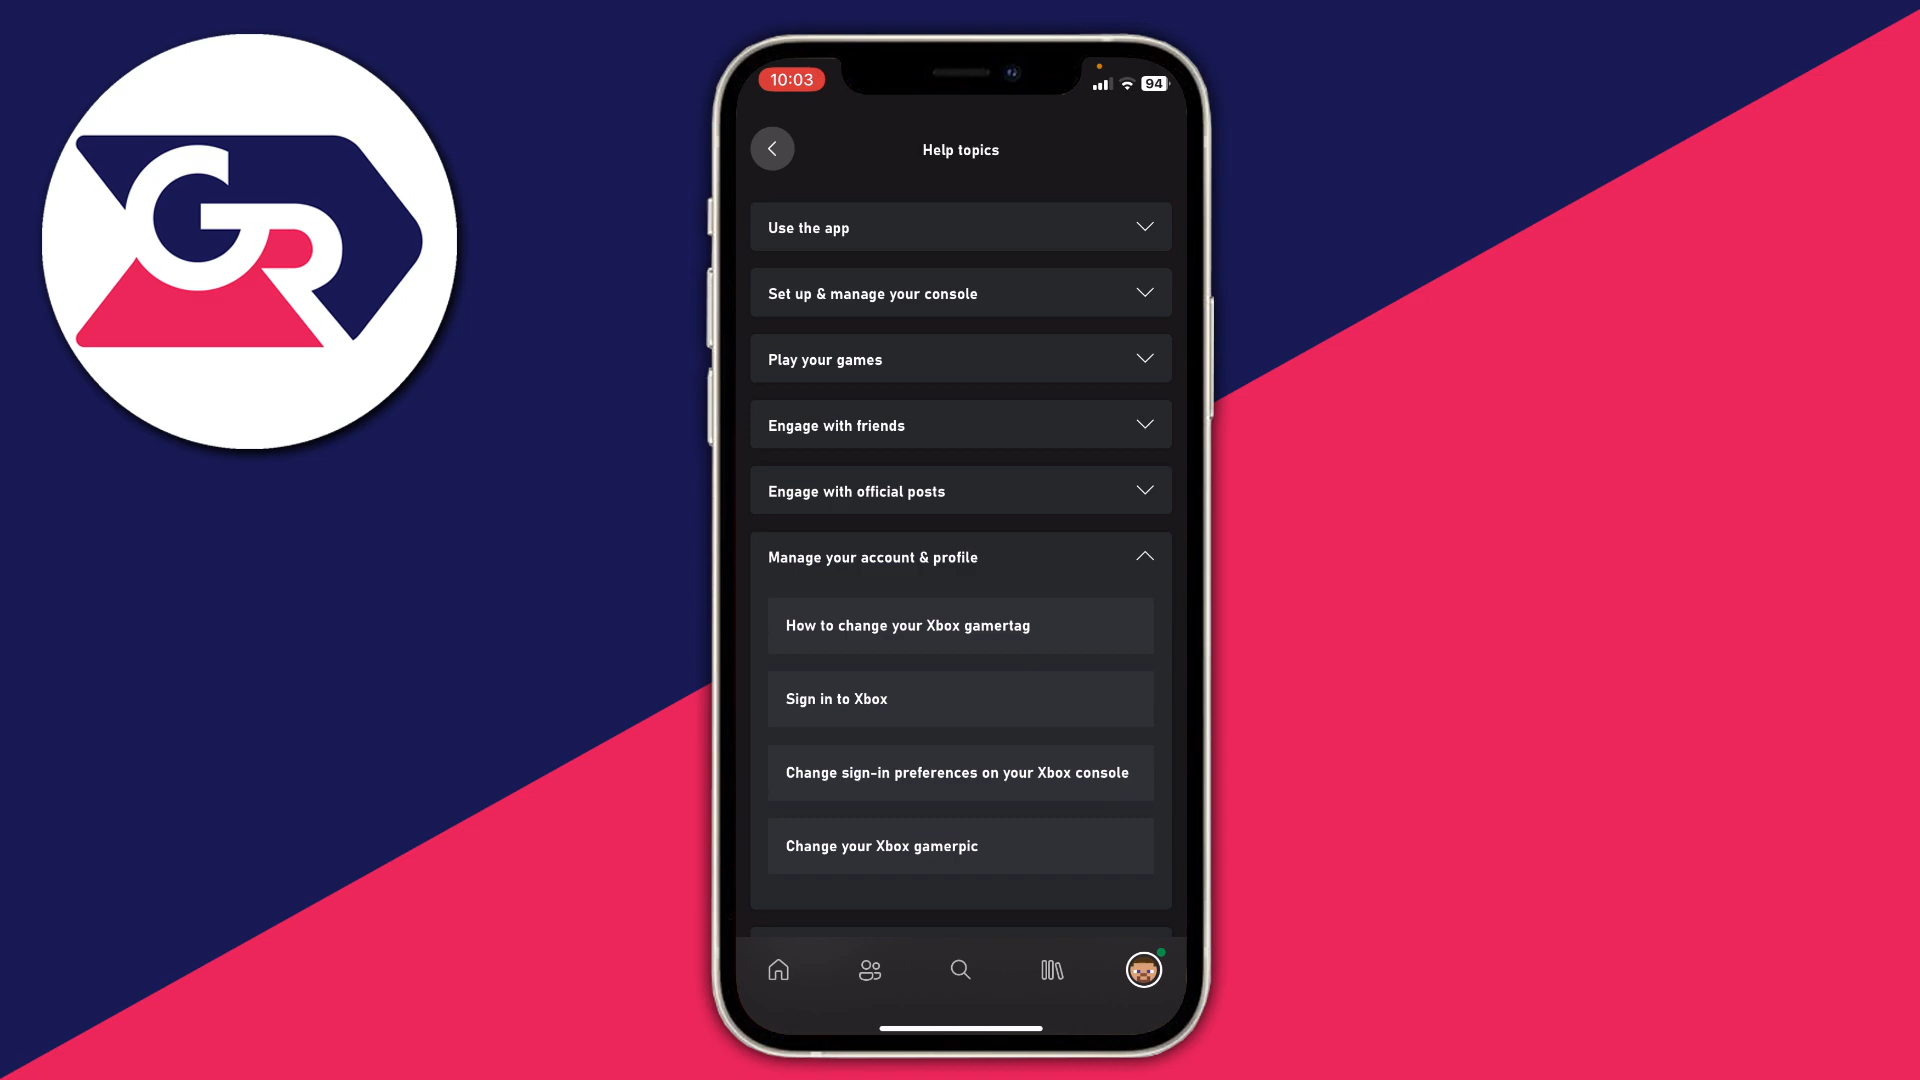 GR
10:03
94
Help topics
Use the app
Set up & manage your console
Play your games
Engage with friends
Engage with official posts
Manage your account & profile
How to change your Xbox gamertag
Sign in to Xbox
Change sign-in preferences on your Xbox console
Change your Xbox gamerpic